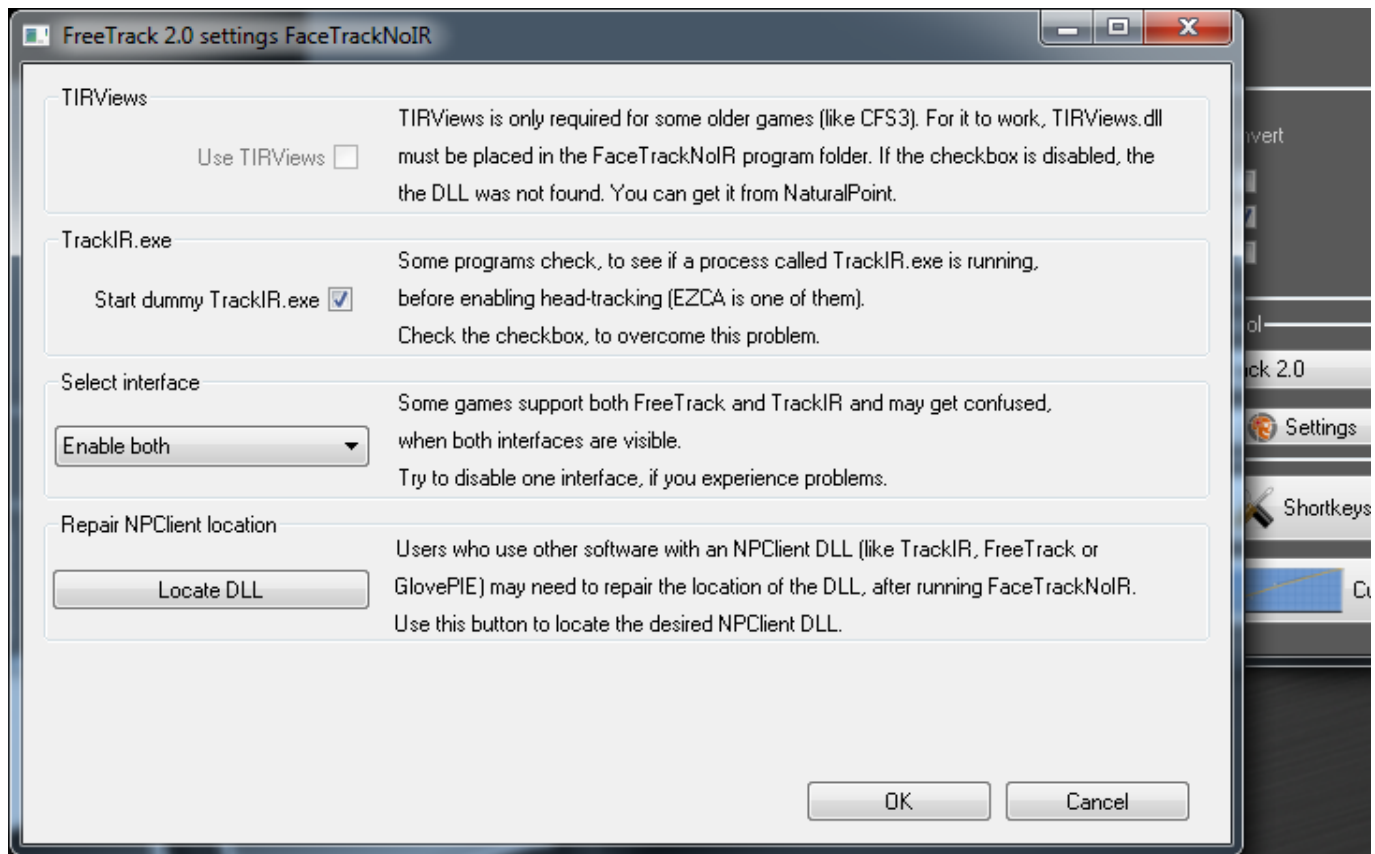 FreeTrack 2.0 settings FaceTrackNoIR
TIRViews
Use TIRViews
TIRViews is only required for some older games (like CFS3). For it to work, TIRViews.dll
must be placed in the FaceTrackNoIR program folder. If the checkbox is disabled, the
the DLL was not found. You can get it from NaturalPoint.
TrackIR.exe
Start dummy TrackIR.exe
Some programs check, to see if a process called TrackIR.exe is running,
before enabling head-tracking (EZCA is one of them).
Check the checkbox, to overcome this problem.
Select interface
Enable both
Some games support both FreeTrack and TrackIR and may get confused,
when both interfaces are visible.
Try to disable one interface, if you experience problems.
Repair NPClient location
Locate DLL
Users who use other software with an NPClient DLL (like TrackIR, FreeTrack or
GlovePIE) may need to repair the location of the DLL, after running FaceTrackNoIR.
Use this button to locate the desired NPClient DLL.
OK
Cancel
nvert
ol
ck 2.0
Settings
Shortkeys